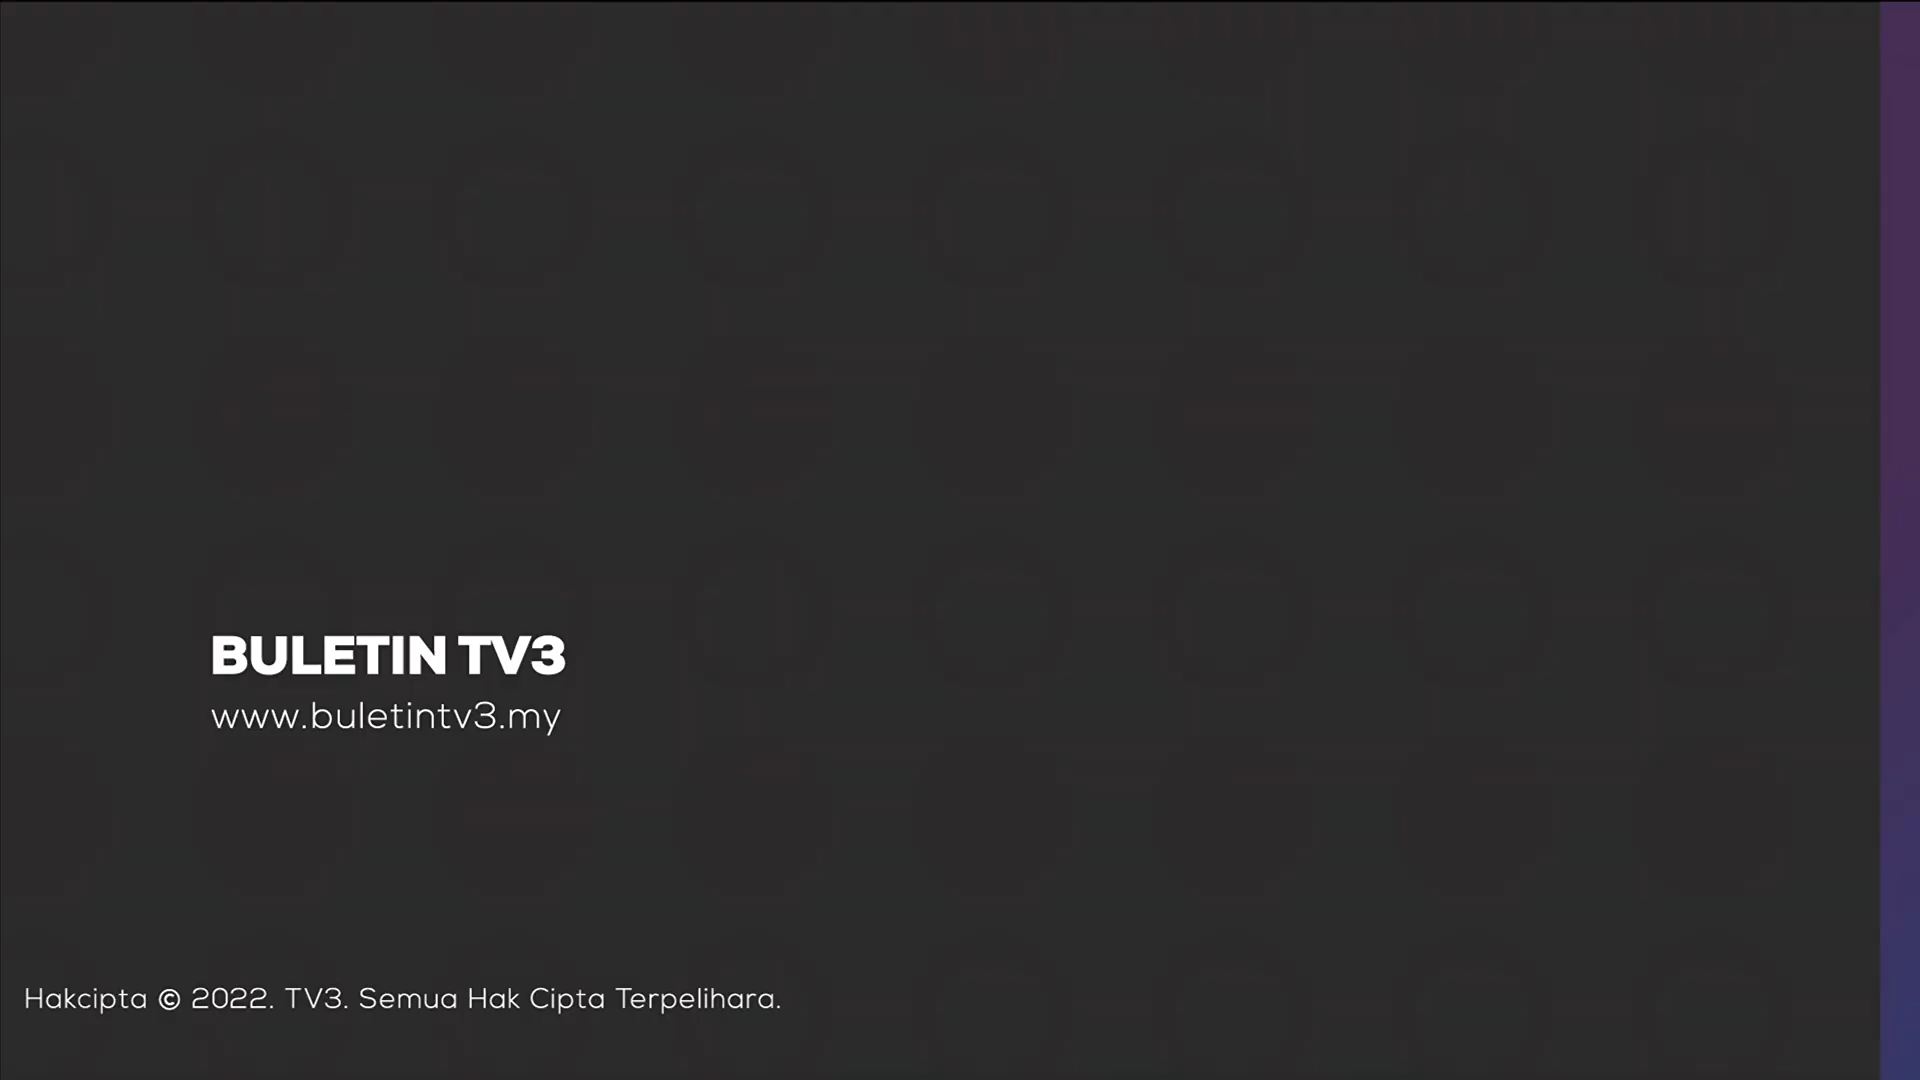 BULETIN TV3
www.buletintv3.my
Hakcipta © 2022. TV3. Semua Hak Cipta Terpelihara.